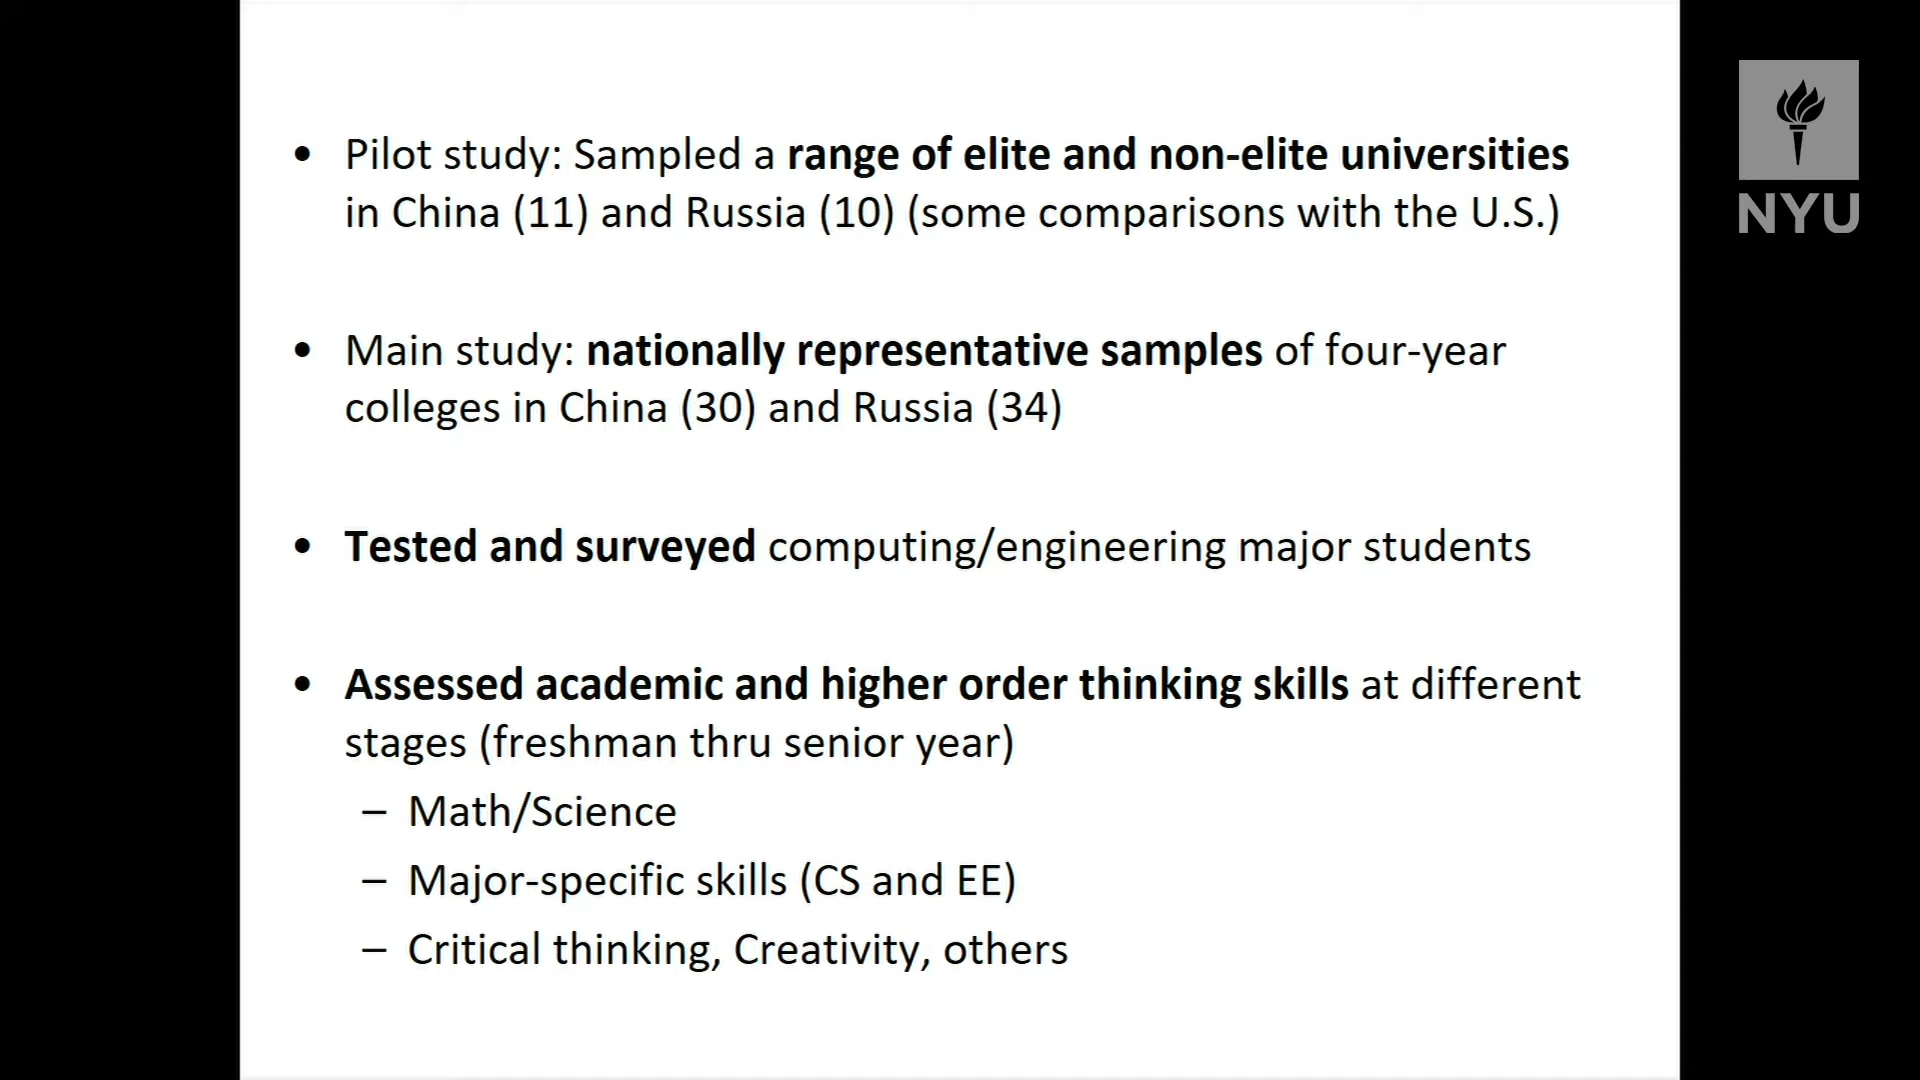 • Pilot study: Sampled a range of elite and non-elite universities
in China (11) and Russia (10) (some comparisons with the U.S.)
• Main study: nationally representative samples of four-year
colleges in China (30) and Russia (34)
• Tested and surveyed computing/engineering major students
• Assessed academic and higher order thinking skills at different
stages (freshman thru senior year)
– Math/Science
– Major-specific skills (CS and EE)
– Critical thinking, Creativity, others
NYU